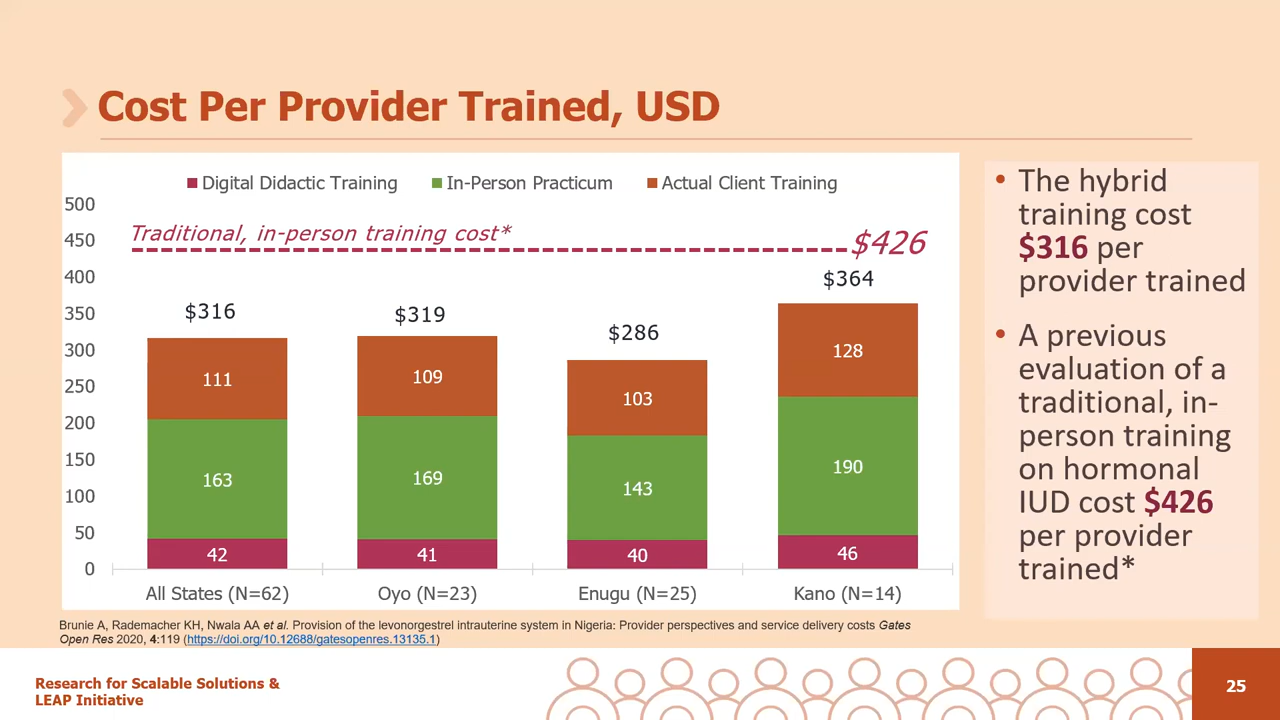 Cost Per Provider Trained, USD
Digital Didactic Training In-Person Practicum Actual Client Training
500
450
400
350
300
250
200
150
100
50
0
Traditional, in-person training cost*
$426
$316
$319
$286
$364
111
109
103
128
163
169
143
190
42
41
40
46
All States (N=62)
Oyo (N=23)
Enugu (N=25)
Kano (N=14)
• The hybrid
training cost
$316 per
provider trained
• A previous
evaluation of a
traditional, in-
person training
on hormonal
IUD cost $426
per provider
trained*
Brunie A, Rademacher KH, Nwala AA et al. Provision of the levonorgestrel intrauterine system in Nigeria: Provider perspectives and service delivery costs Gates
Open Res 2020, 4:119 (https://doi.org/10.12688/gatesopenres.13135.1)
Research for Scalable Solutions &
LEAP Initiative
25